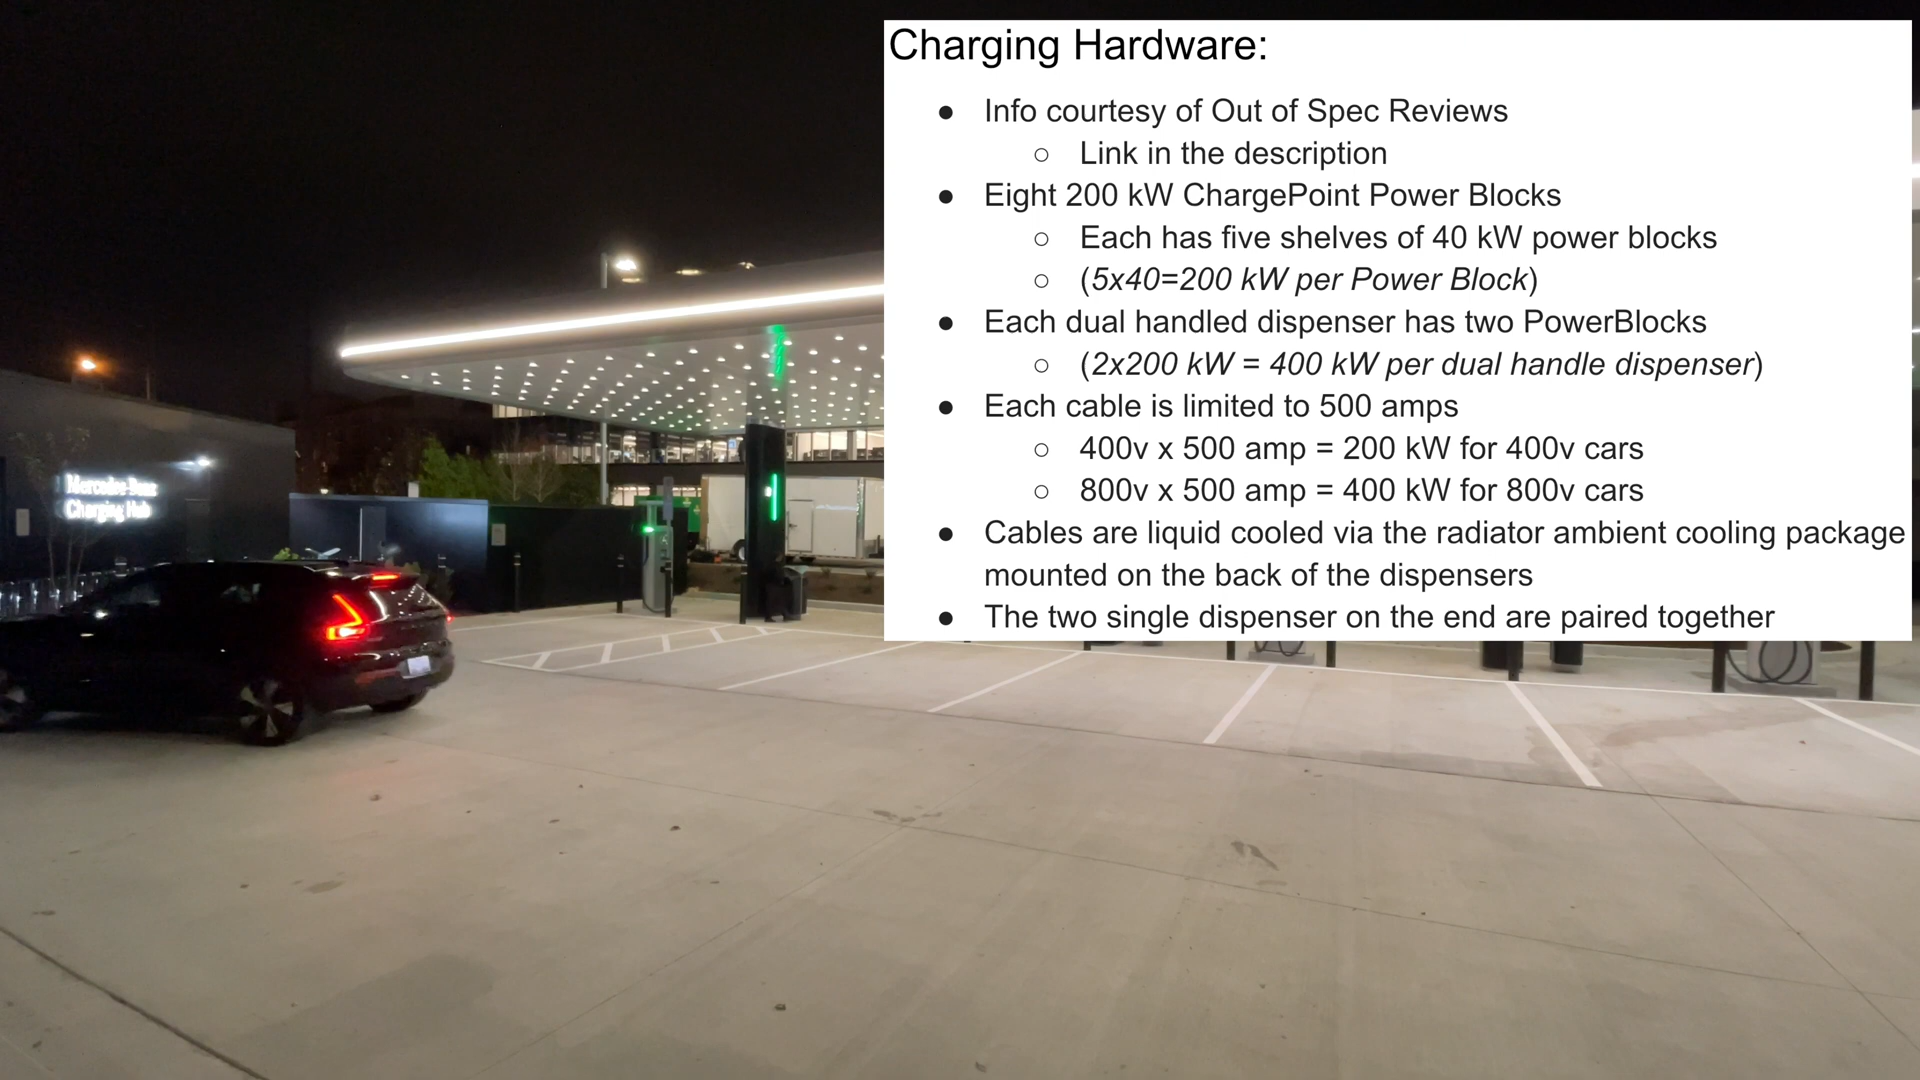 Charging Hardware:
● Info courtesy of Out of Spec Reviews
○ Link in the description
● Eight 200 kW ChargePoint Power Blocks
○ Each has five shelves of 40 kW power blocks
○ (5x40=200 kW per Power Block)
● Each dual handled dispenser has two PowerBlocks
○ (2x200 kW = 400 kW per dual handle dispenser)
● Each cable is limited to 500 amps
○ 400v x 500 amp = 200 kW for 400v cars
○ 800v x 500 amp = 400 kW for 800v cars
● Cables are liquid cooled via the radiator ambient cooling package
mounted on the back of the dispensers
● The two single dispenser on the end are paired together
Mercedes-Benz
Charging Hub